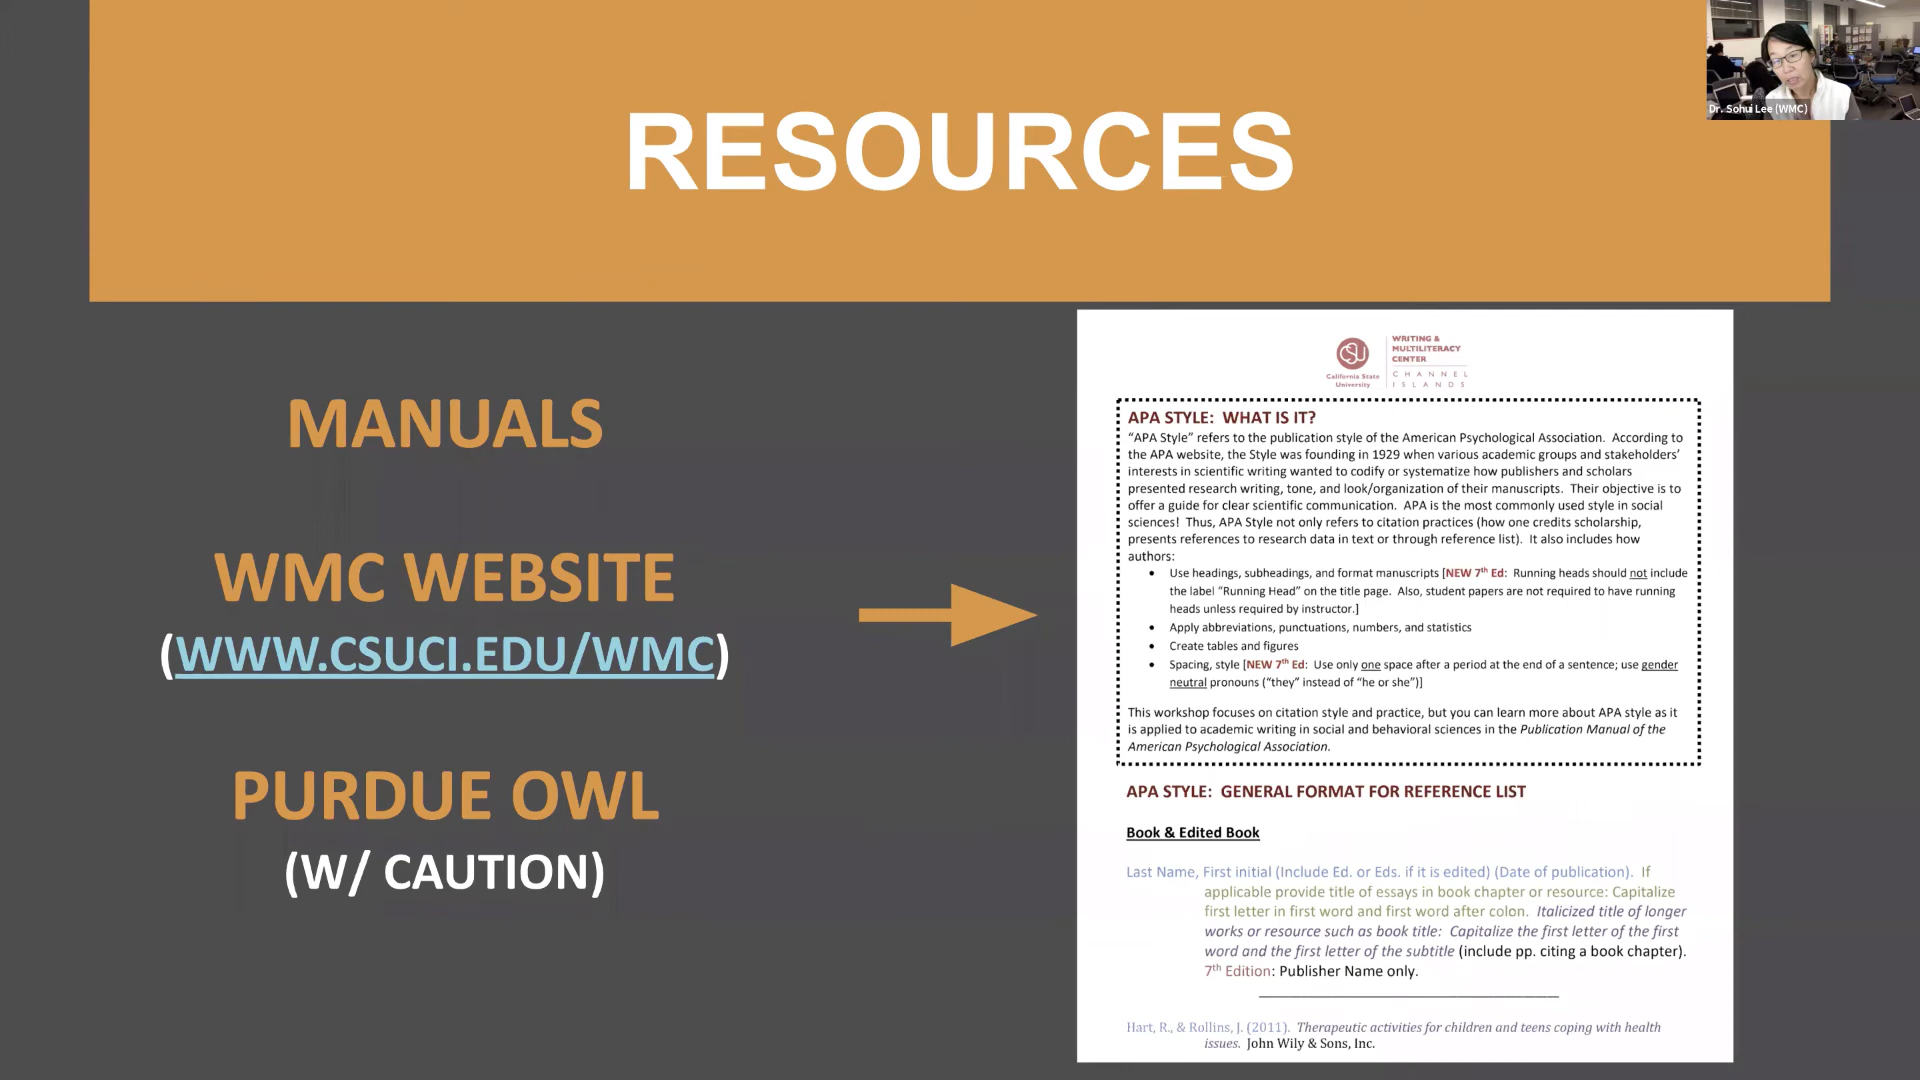 RESOURCES
Dr. Sohui Lee (WMC)
MANUALS
WMC WEBSITE
(WWW.CSUCI.EDU/WMC)
PURDUE OWL
(W/ CAUTION)
CSU
California State
University
WRITING &
MULTILITERACY
CENTER
CHANNEL
ISLANDS
APA STYLE: WHAT IS IT?
“APA Style” refers to the publication style of the American Psychological Association. According to
the APA website, the Style was founding in 1929 when various academic groups and stakeholders’
interests in scientific writing wanted to codify or systematize how publishers and scholars
presented research writing, tone, and look/organization of their manuscripts. Their objective is to
offer a guide for clear scientific communication. APA is the most commonly used style in social
sciences! Thus, APA Style not only refers to citation practices (how one credits scholarship,
presents references to research data in text or through reference list). It also includes how
authors:
• Use headings, subheadings, and format manuscripts [NEW 7th Ed: Running heads should not include
the label “Running Head” on the title page. Also, student papers are not required to have running
heads unless required by instructor.]
• Apply abbreviations, punctuations, numbers, and statistics
• Create tables and figures
• Spacing, style [NEW 7th Ed: Use only one space after a period at the end of a sentence; use gender
neutral pronouns (“they” instead of “he or she”)]
This workshop focuses on citation style and practice, but you can learn more about APA style as it
is applied to academic writing in social and behavioral sciences in the Publication Manual of the
American Psychological Association.
APA STYLE: GENERAL FORMAT FOR REFERENCE LIST
Book & Edited Book
Last Name, First initial (Include Ed. or Eds. if it is edited) (Date of publication). If
applicable provide title of essays in book chapter or resource: Capitalize
first letter in first word and first word after colon. Italicized title of longer
works or resource such as book title: Capitalize the first letter of the first
word and the first letter of the subtitle (include pp. citing a book chapter).
7th Edition: Publisher Name only.
Hart, R., & Rollins, J. (2011). Therapeutic activities for children and teens coping with health
issues. John Wily & Sons, Inc.